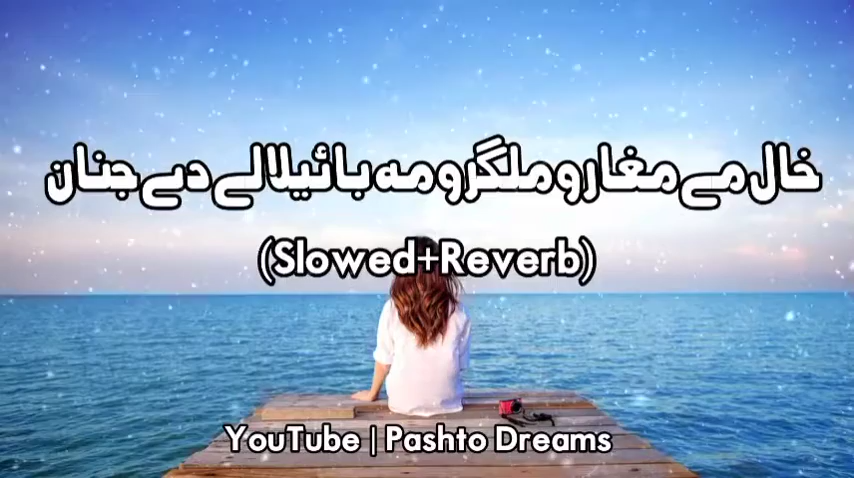 خال مے مغارو ملگرو مه بائیلالے دے جنان
(Slowed+Reverb)
YouTube | Pashto Dreams